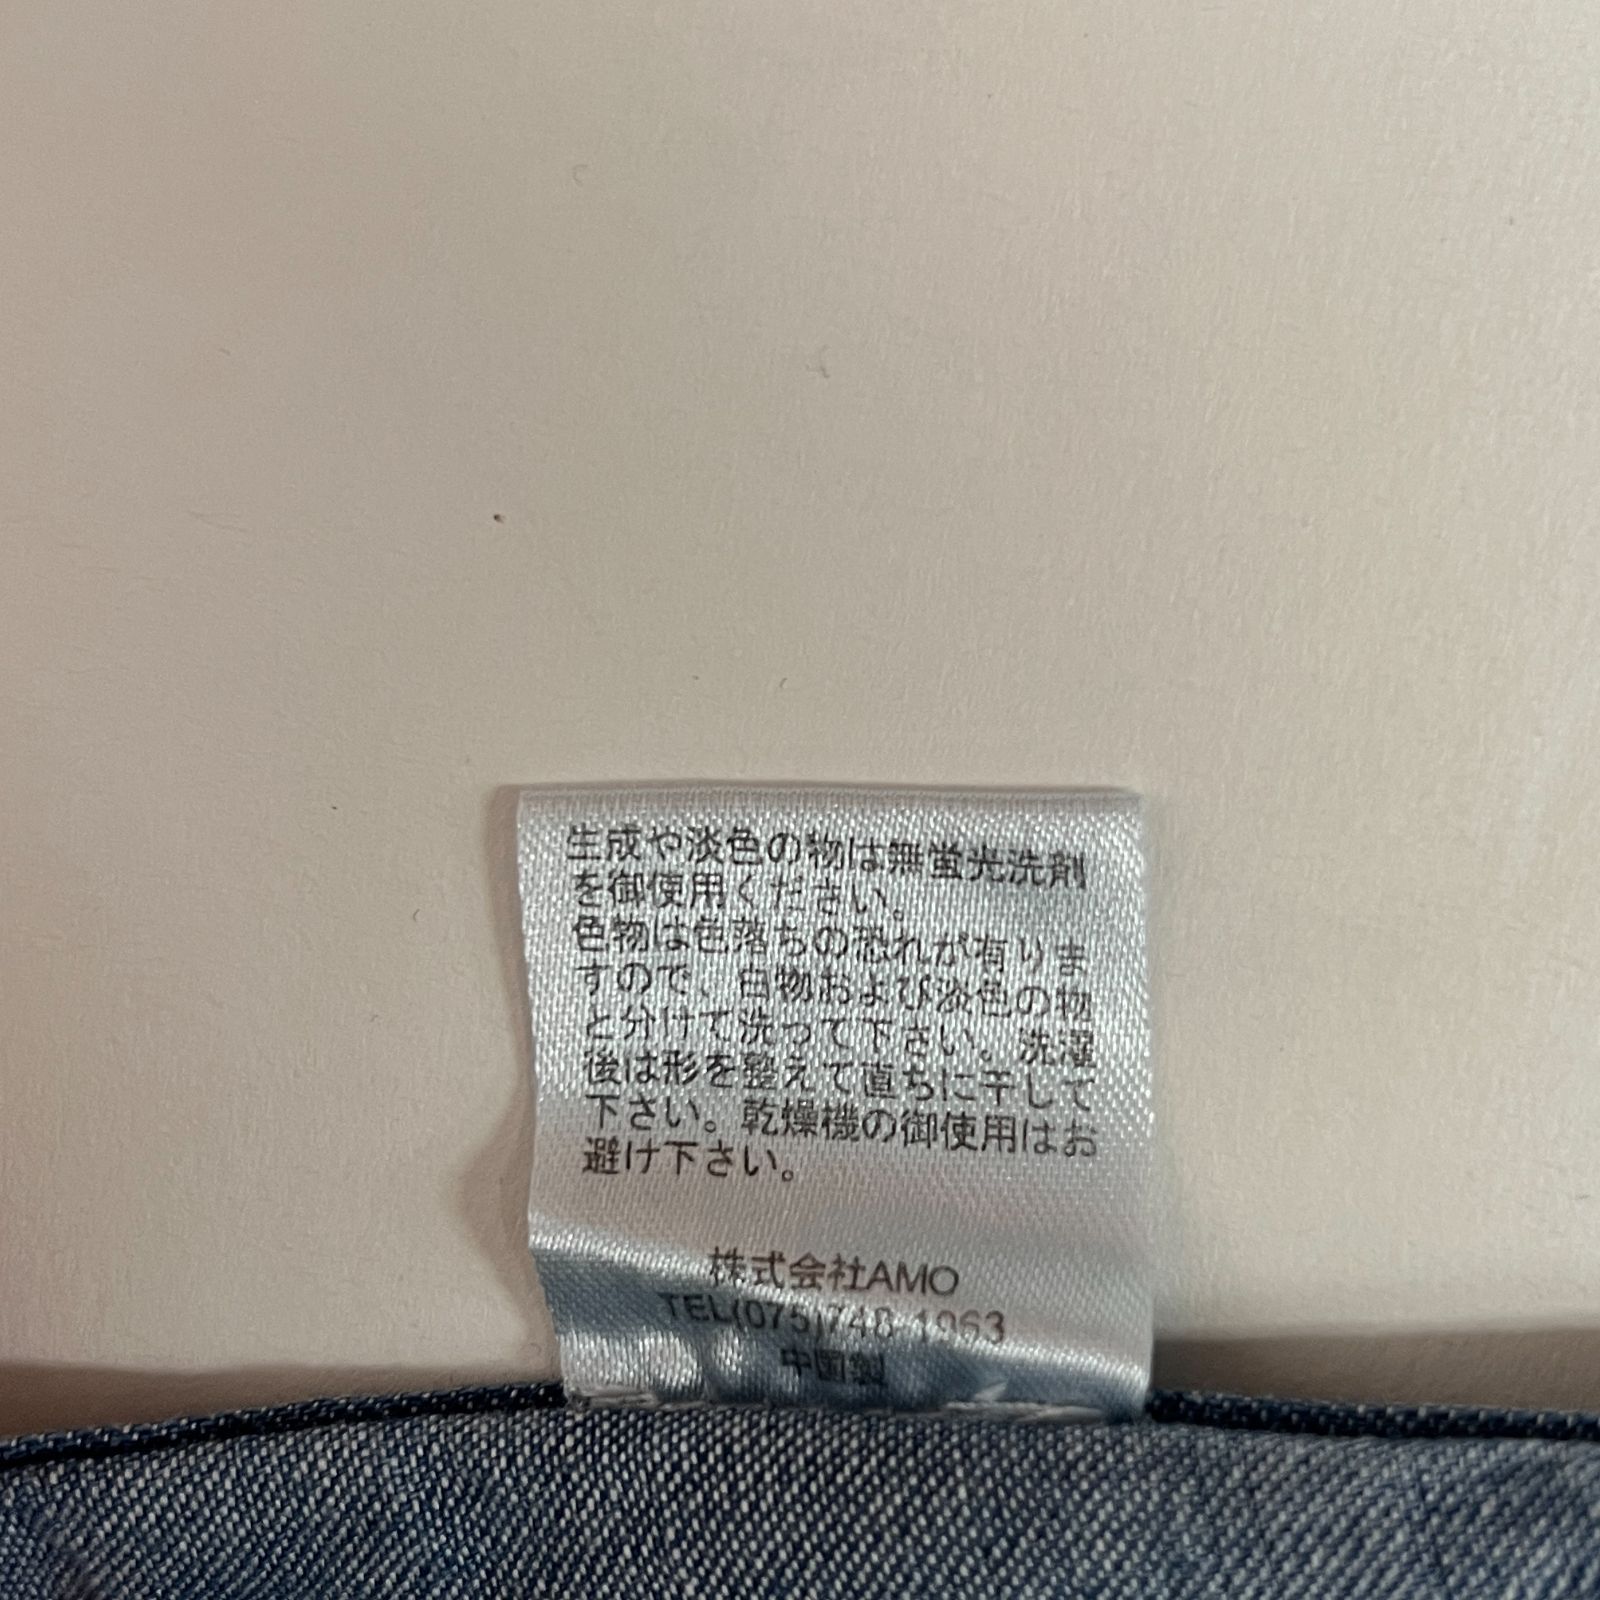 生成や淡色の物は無蛍光洗剤
を御使用ください。
色物は色落ちの恐れが有りま
すので、白物および淡色の物
と分けて洗って下さい。洗濯
後は形を整えて直ちに干して
下さい。乾燥機の御使用はお
避け下さい。
株式会社AMO
TEL(075)748-1963
中国製